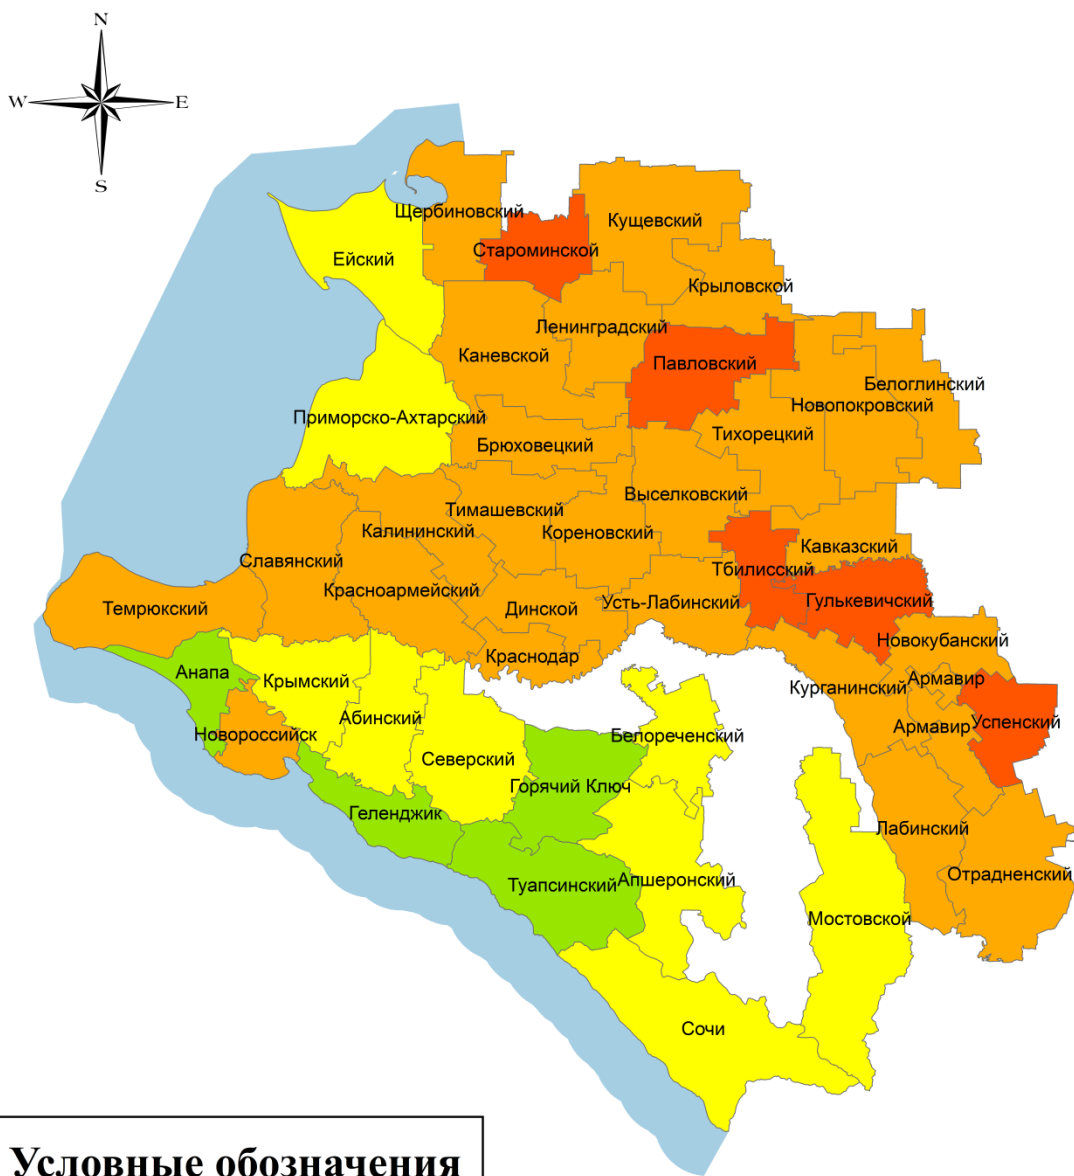 N
W
E
S
Щербиновский
Кущевский
Староминской
Ейский
Крыловской
Ленинградский
Каневской
Павловский
Белоглинский
Новопокровский
Приморско-Ахтарский
Тихорецкий
Брюховецкий
Выселковский
Тимашевский
Калининский
Кореновский
Кавказский
Славянский
Тбилисский
Красноармейский
Усть-Лабинский
Гулькевичский
Темрюкский
Динской
Новокубанский
Краснодар
Анапа
Крымский
Армавир
Курганинский
Абинский
Успенский
Армавир
Новороссийск
Белореченский
Северский
Горячий Ключ
Геленджик
Лабинский
Отрадненский
Апшеронский
Туапсинский
Мостовской
Сочи
Условные обозначения